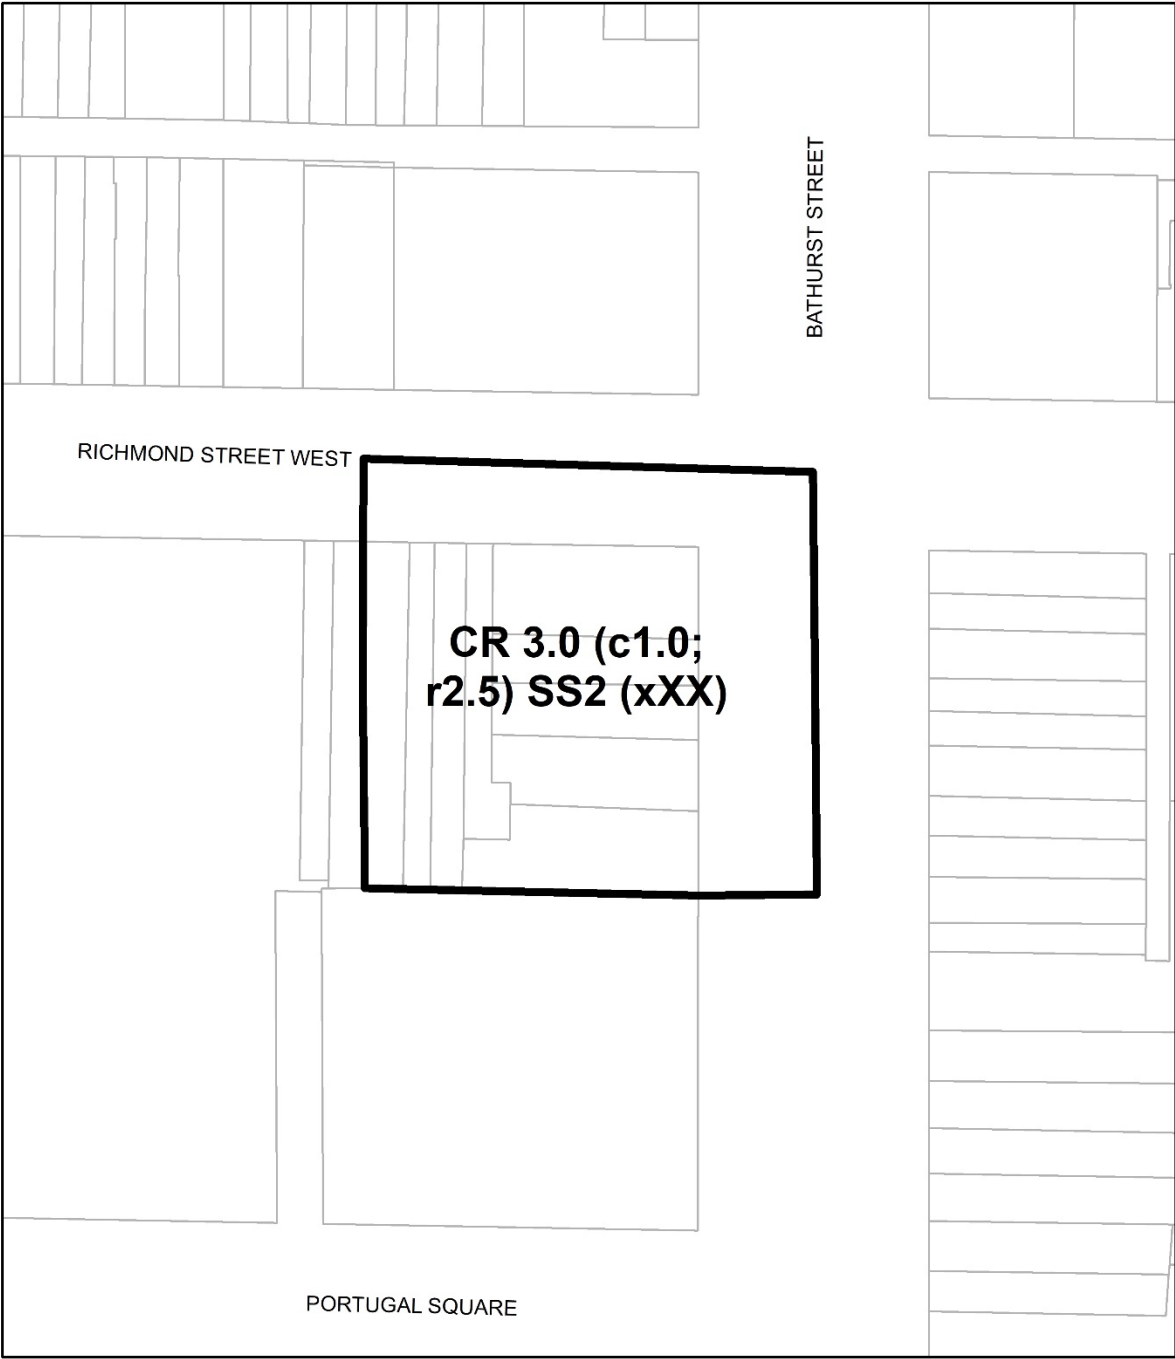 BATHURST STREET
RICHMOND STREET WEST
CR 3.0 (c1.0;
r2.5) SS2 (xXX)
PORTUGAL SQUARE